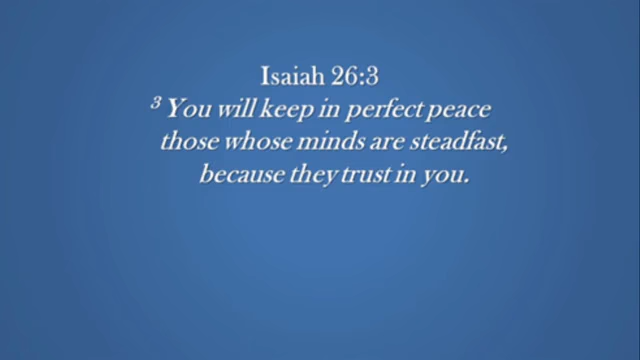 Isaiah 26:3
³ You will keep in perfect peace
those whose minds are steadfast,
because they trust in you.